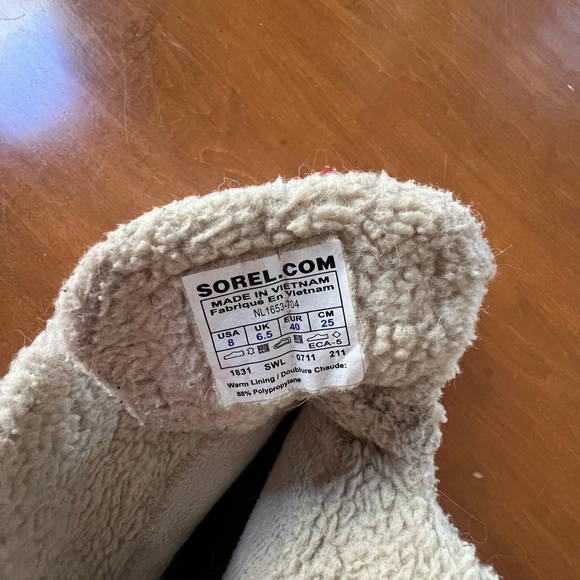 SOREL.COM
MADE IN VIETNAM
Fabriqué En Vietnam
NL1653-704
USA UK EUR CM
8 6.5 40 25
ECA-5
1831 SWL 0711 211
Warm Lining / Doublure Chaude:
88% Polypropylene